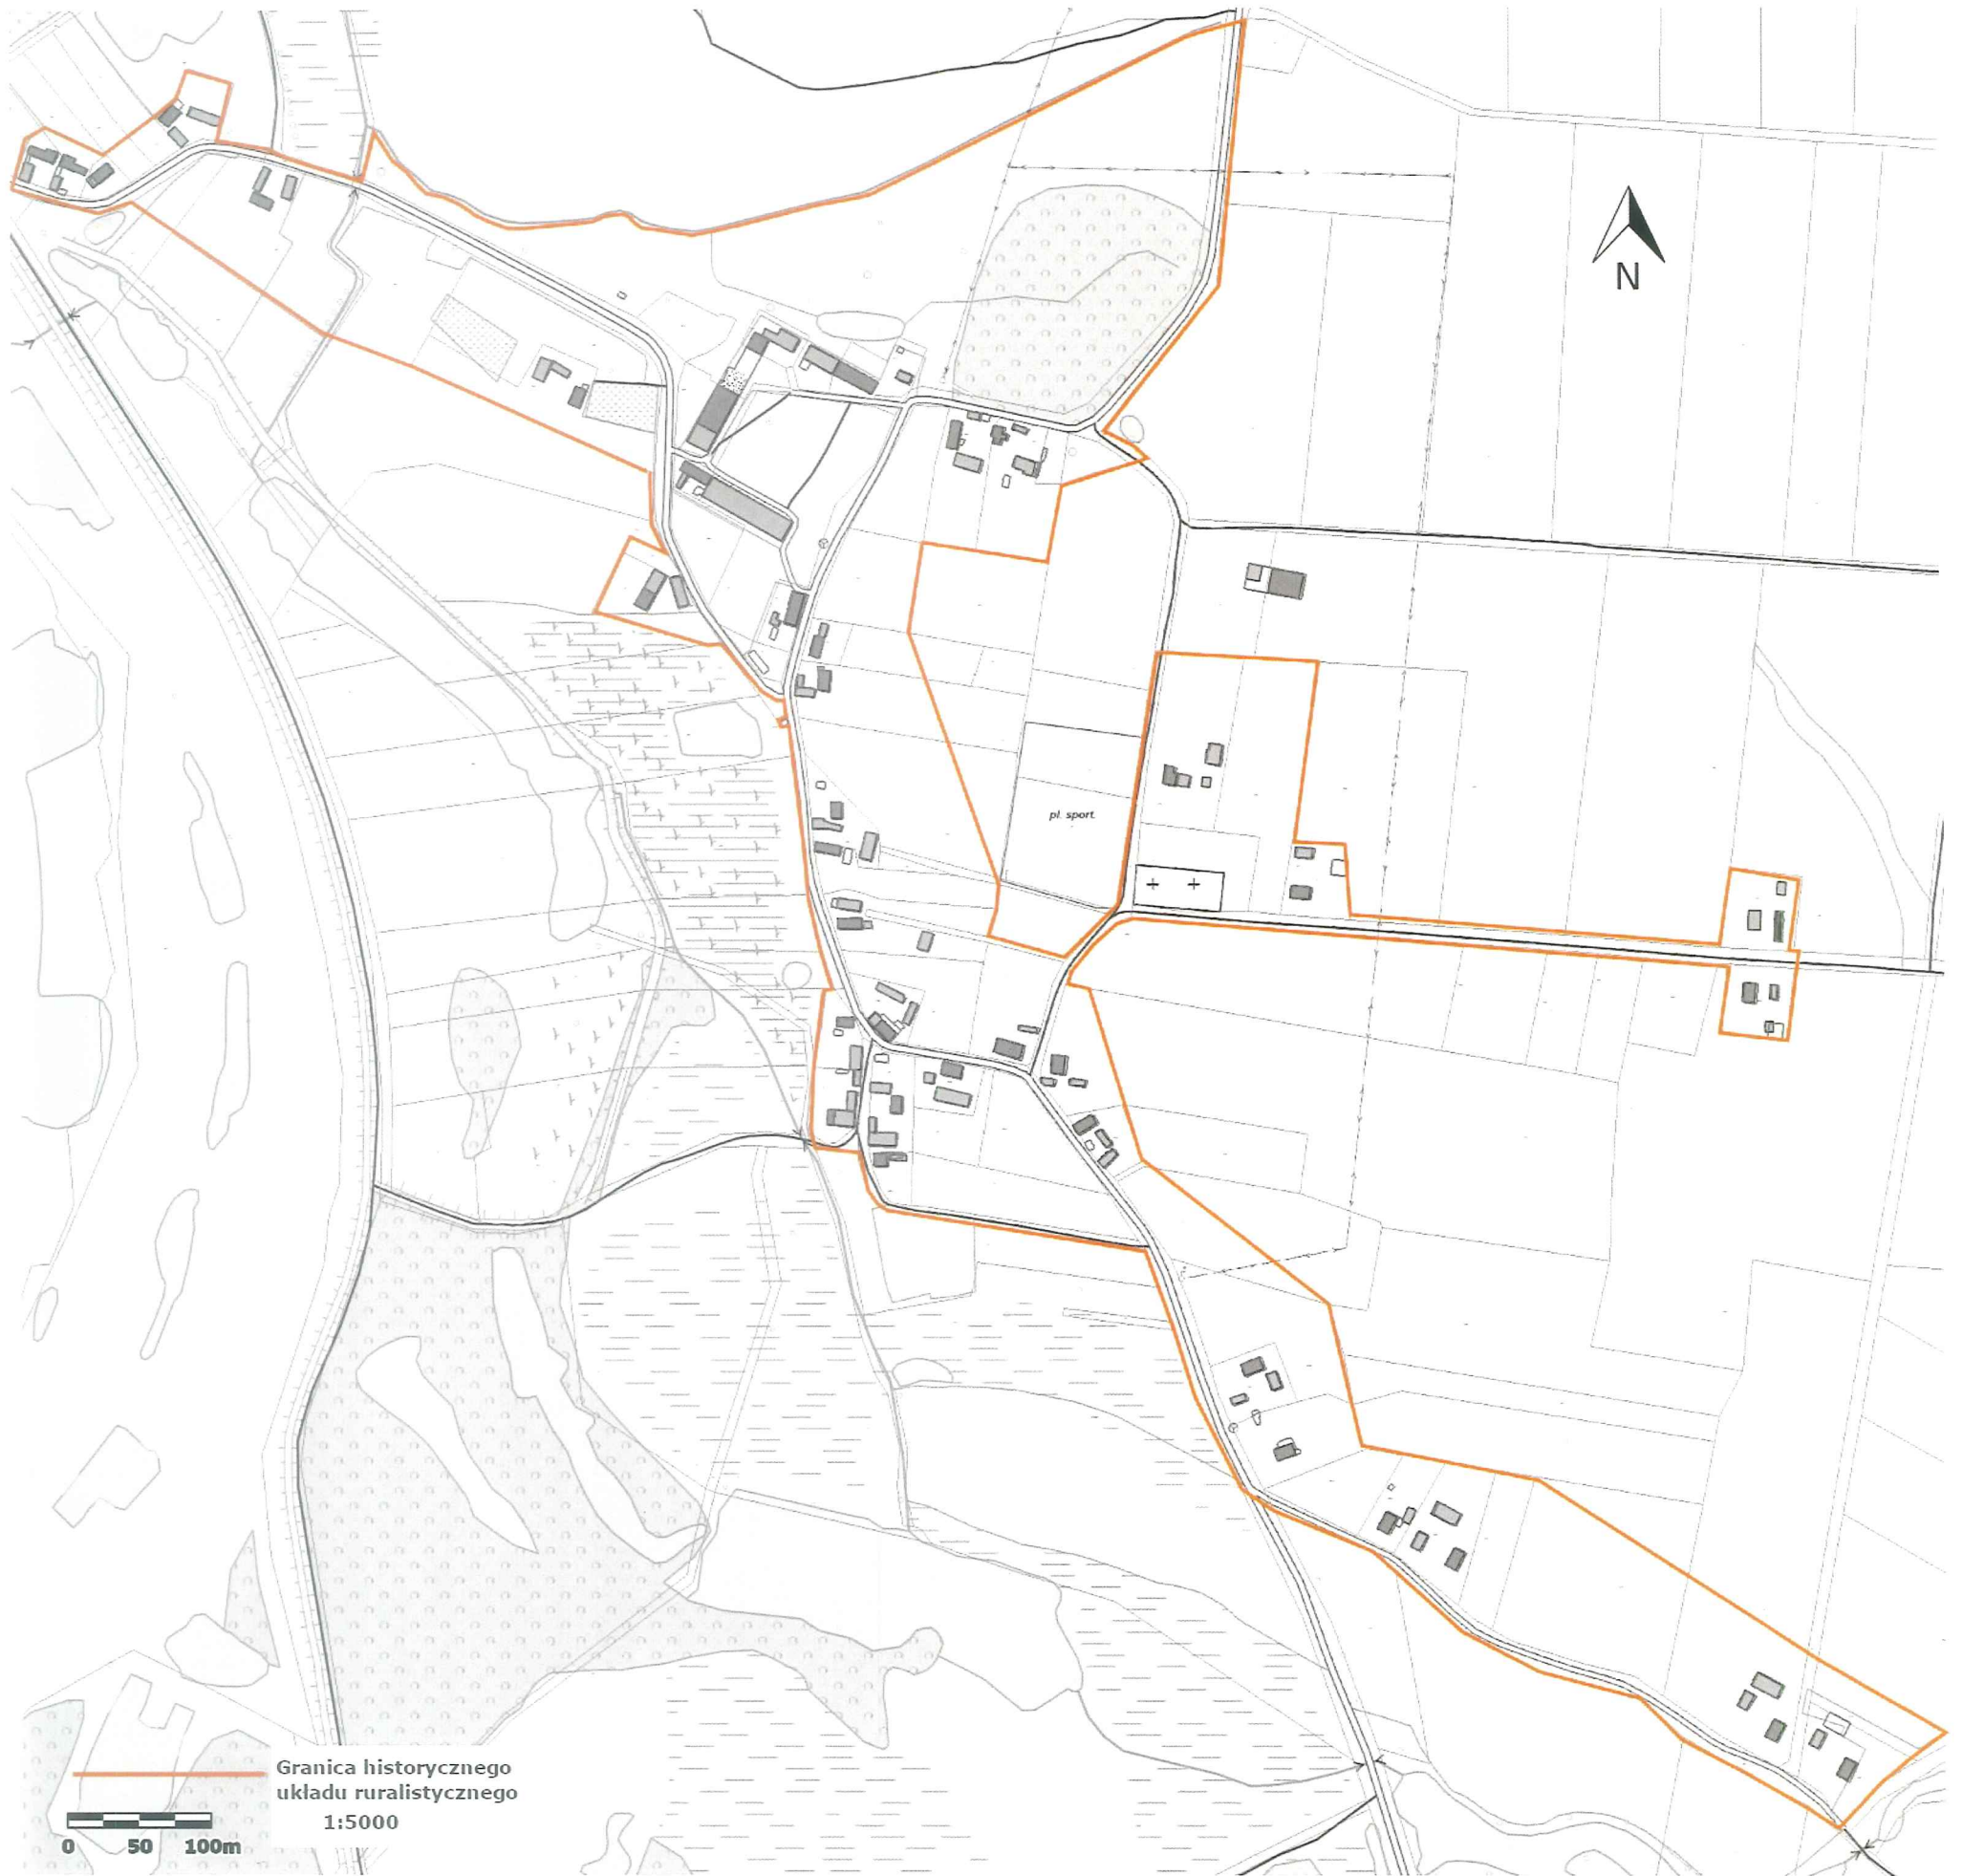 N
pl. sport.
Granica historycznego
układu ruralistycznego
1:5000
0 50 100m